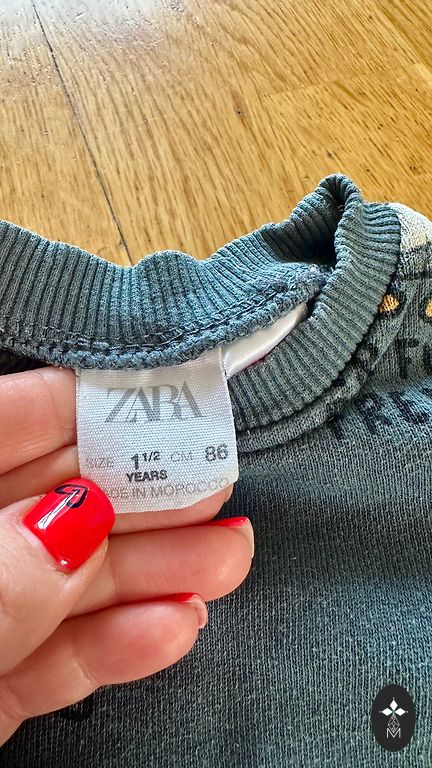 ZARA
SIZE 1 1/2 CM 86
YEARS
DE IN MOROCCO